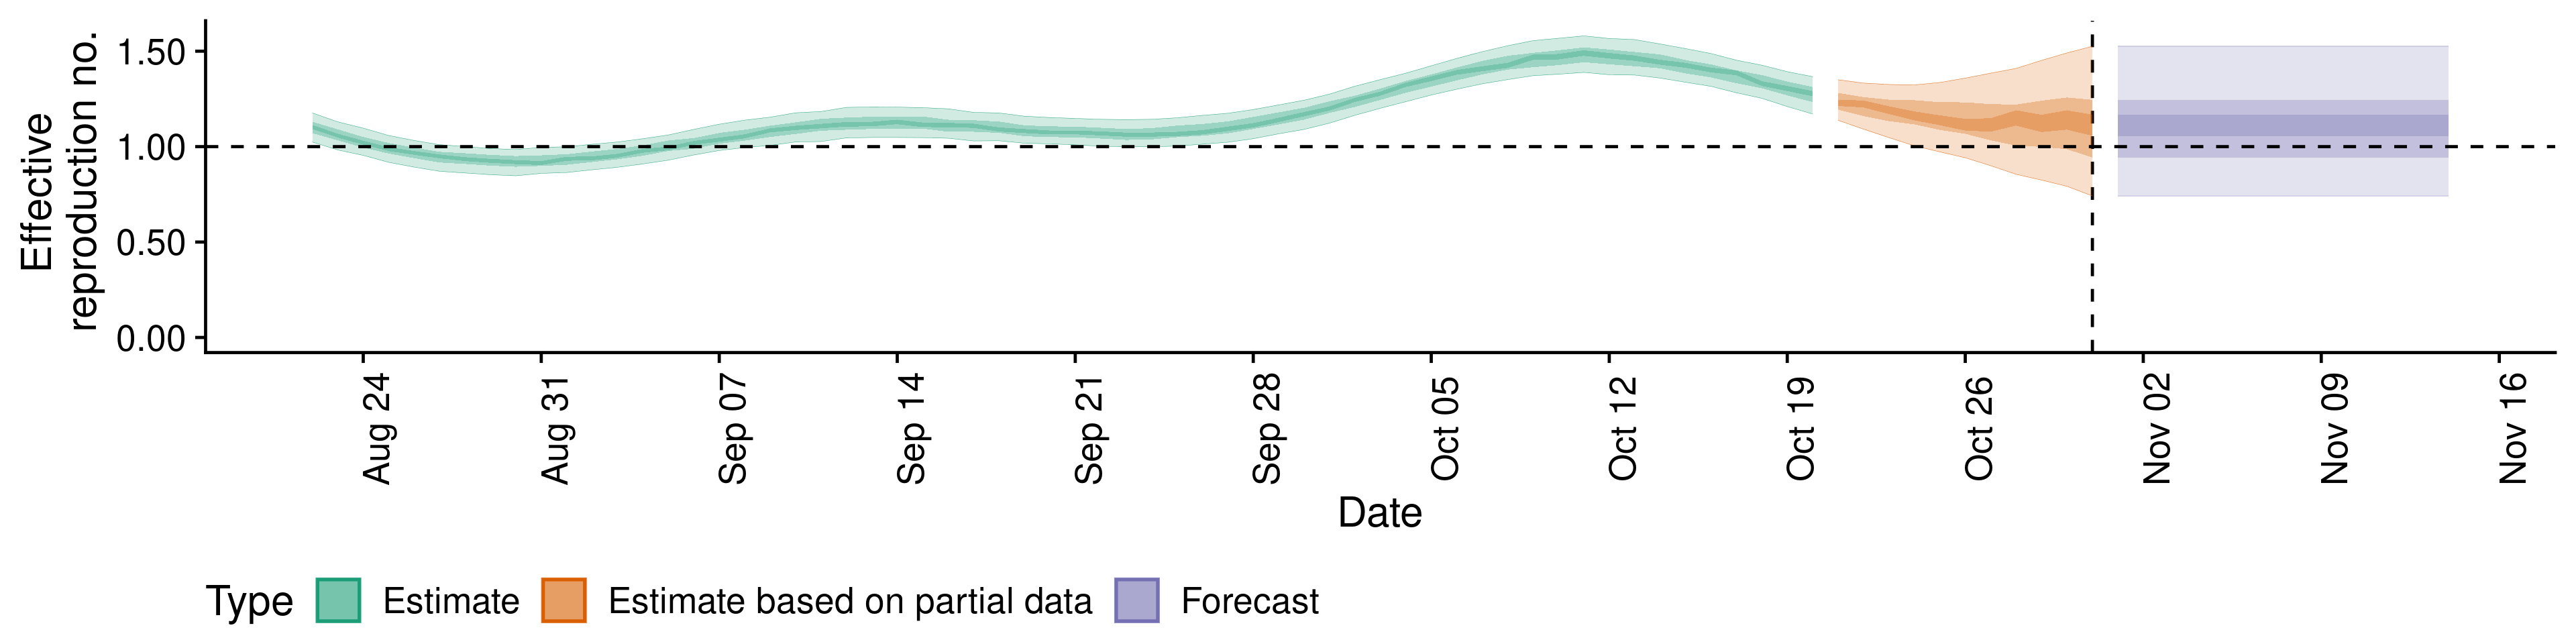 Effective
reproduction no.
1.50
1.00
0.50
0.00
Aug 24
Aug 31
Sep 07
Sep 14
Sep 21
Sep 28
Oct 05
Oct 12
Oct 19
Oct 26
Nov 02
Nov 09
Nov 16
Date
Type Estimate Estimate based on partial data Forecast